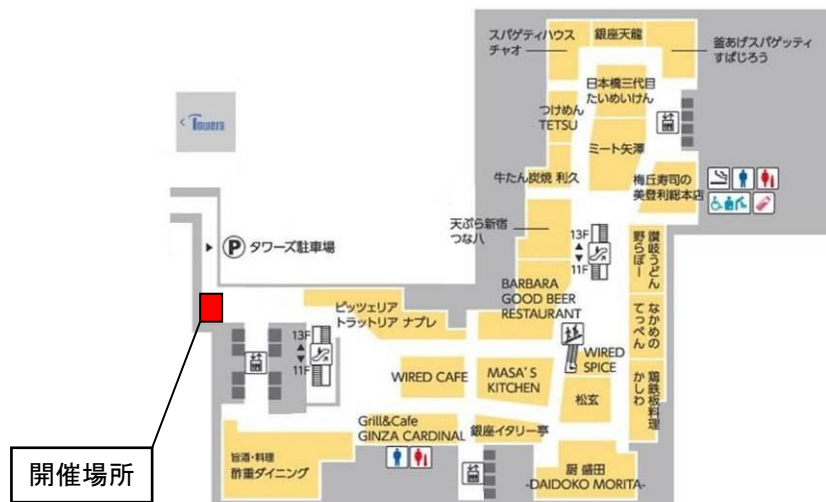 スパゲティハウス
チャオ
銀座天龍
釜あげスパゲッティ
すぱじろう
日本橋三代目
たいめいけん
つけめん
TETSU
ミート矢澤
牛たん炭焼 利久
梅丘寿司の
美登利総本店
天ぷら新宿
つな八
13F
11F
讃岐うどん
野らぼー
BARBARA
GOOD BEER
RESTAURANT
なかめの
てっぺん
< Towers
P タワーズ駐車場
ピッツェリア
トラットリア ナプレ
13F
11F
WIRED CAFE
MASA'S
KITCHEN
WIRED
SPICE
松玄
鶏鉄板料理
かしわ
Grill&Cafe
GINZA CARDINAL
銀座イタリー亭
旨酒・料理
酢重ダイニング
厨 盛田
-DAIDOKO MORITA-
開催場所